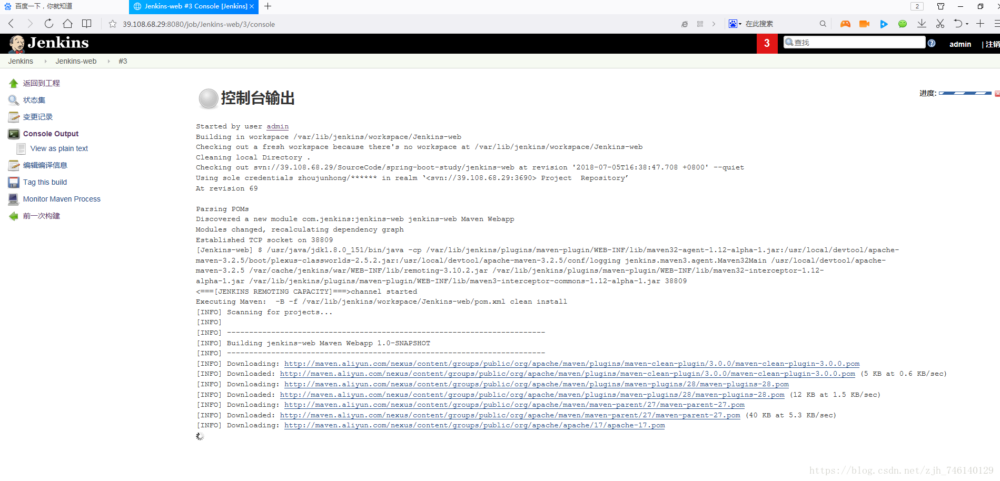 百度一下，你就知道
Jenkins-web #3 Console [Jenkins]
2
39.108.68.29:8080/job/Jenkins-web/3/console
在此搜索
Jenkins
3
查找
admin
| 注销
Jenkins
Jenkins-web
#3
返回到工程
状态集
变更记录
Console Output
View as plain text
编辑编译信息
Tag this build
Monitor Maven Process
前一次构建
控制台输出
进度:
Started by user admin
Building in workspace /var/lib/jenkins/workspace/Jenkins-web
Checking out a fresh workspace because there's no workspace at /var/lib/jenkins/workspace/Jenkins-web
Cleaning local Directory .
Checking out svn://39.108.68.29/SourceCode/spring-boot-study/jenkins-web at revision '2018-07-05T16:38:47.708 +0800' --quiet
Using sole credentials zhoujunhong/****** in realm ‘<svn://39.108.68.29:3690> Project  Repository’
At revision 69
Parsing POMs
Discovered a new module com.jenkins:jenkins-web jenkins-web Maven Webapp
Modules changed, recalculating dependency graph
Established TCP socket on 38809
[Jenkins-web] $ /usr/java/jdk1.8.0_151/bin/java -cp /var/lib/jenkins/plugins/maven-plugin/WEB-INF/lib/maven32-agent-1.12-alpha-1.jar:/usr/local/devtool/apache-
maven-3.2.5/boot/plexus-classworlds-2.5.2.jar:/usr/local/devtool/apache-maven-3.2.5/conf/logging jenkins.maven3.agent.Maven32Main /usr/local/devtool/apache-
maven-3.2.5 /var/cache/jenkins/war/WEB-INF/lib/remoting-3.10.2.jar /var/lib/jenkins/plugins/maven-plugin/WEB-INF/lib/maven32-interceptor-1.12-
alpha-1.jar /var/lib/jenkins/plugins/maven-plugin/WEB-INF/lib/maven3-interceptor-commons-1.12-alpha-1.jar 38809
<===[JENKINS REMOTING CAPACITY]===>channel started
Executing Maven:  -B -f /var/lib/jenkins/workspace/Jenkins-web/pom.xml clean install
[INFO] Scanning for projects...
[INFO]
[INFO] ------------------------------------------------------------------------
[INFO] Building jenkins-web Maven Webapp 1.0-SNAPSHOT
[INFO] ------------------------------------------------------------------------
[INFO] Downloading: http://maven.aliyun.com/nexus/content/groups/public/org/apache/maven/plugins/maven-clean-plugin/3.0.0/maven-clean-plugin-3.0.0.pom
[INFO] Downloaded: http://maven.aliyun.com/nexus/content/groups/public/org/apache/maven/plugins/maven-clean-plugin/3.0.0/maven-clean-plugin-3.0.0.pom (5 KB at 0.6 KB/sec)
[INFO] Downloading: http://maven.aliyun.com/nexus/content/groups/public/org/apache/maven/plugins/maven-plugins/28/maven-plugins-28.pom
[INFO] Downloaded: http://maven.aliyun.com/nexus/content/groups/public/org/apache/maven/plugins/maven-plugins/28/maven-plugins-28.pom (12 KB at 1.5 KB/sec)
[INFO] Downloading: http://maven.aliyun.com/nexus/content/groups/public/org/apache/maven/maven-parent/27/maven-parent-27.pom
[INFO] Downloaded: http://maven.aliyun.com/nexus/content/groups/public/org/apache/maven/maven-parent/27/maven-parent-27.pom (40 KB at 5.3 KB/sec)
[INFO] Downloading: http://maven.aliyun.com/nexus/content/groups/public/org/apache/apache/17/apache-17.pom
https://blog.csdn.net/zjh_746140129